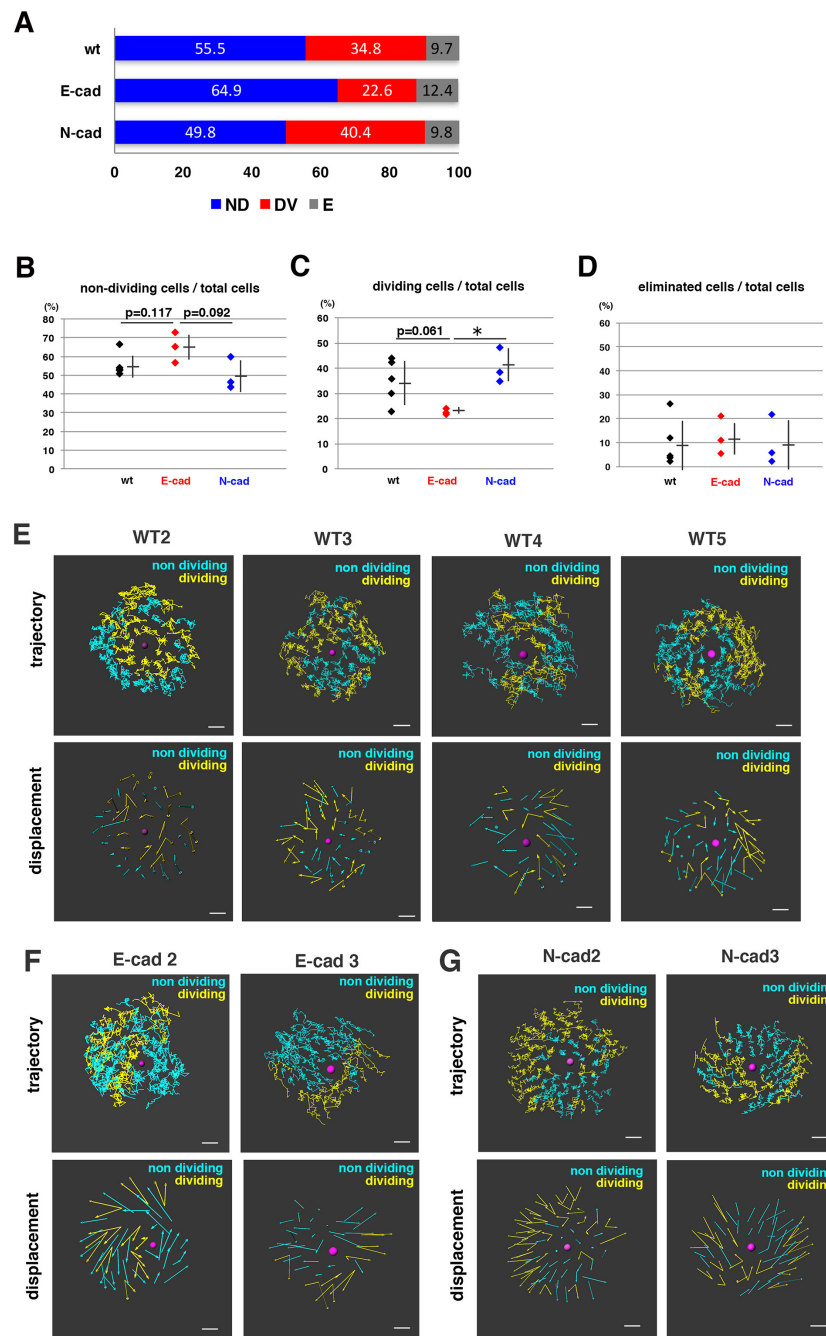 A
wt 55.5 34.8 9.7
E-cad 64.9 22.6 12.4
N-cad 49.8 40.4 9.8
0 20 40 60 80 100
ND DV E
B
non-dividing cells / total cells
(%)
p=0.117 p=0.092
80
70
60
50
40
30
20
10
0
wt E-cad N-cad
C
dividing cells / total cells
(%)
p=0.061 *
60
50
40
30
20
10
0
wt E-cad N-cad
D
eliminated cells / total cells
(%)
60
50
40
30
20
10
0
wt E-cad N-cad
E
WT2 WT3 WT4 WT5
trajectory
non dividing non dividing non dividing non dividing
dividing dividing dividing dividing
displacement
non dividing non dividing non dividing non dividing
dividing dividing dividing dividing
F
E-cad 2 E-cad 3
trajectory
non dividing non dividing
dividing dividing
displacement
non dividing non dividing
dividing dividing
G
N-cad2 N-cad3
trajectory
non dividing non dividin
dividing dividin
displacement
non dividing non dividin
dividing dividin